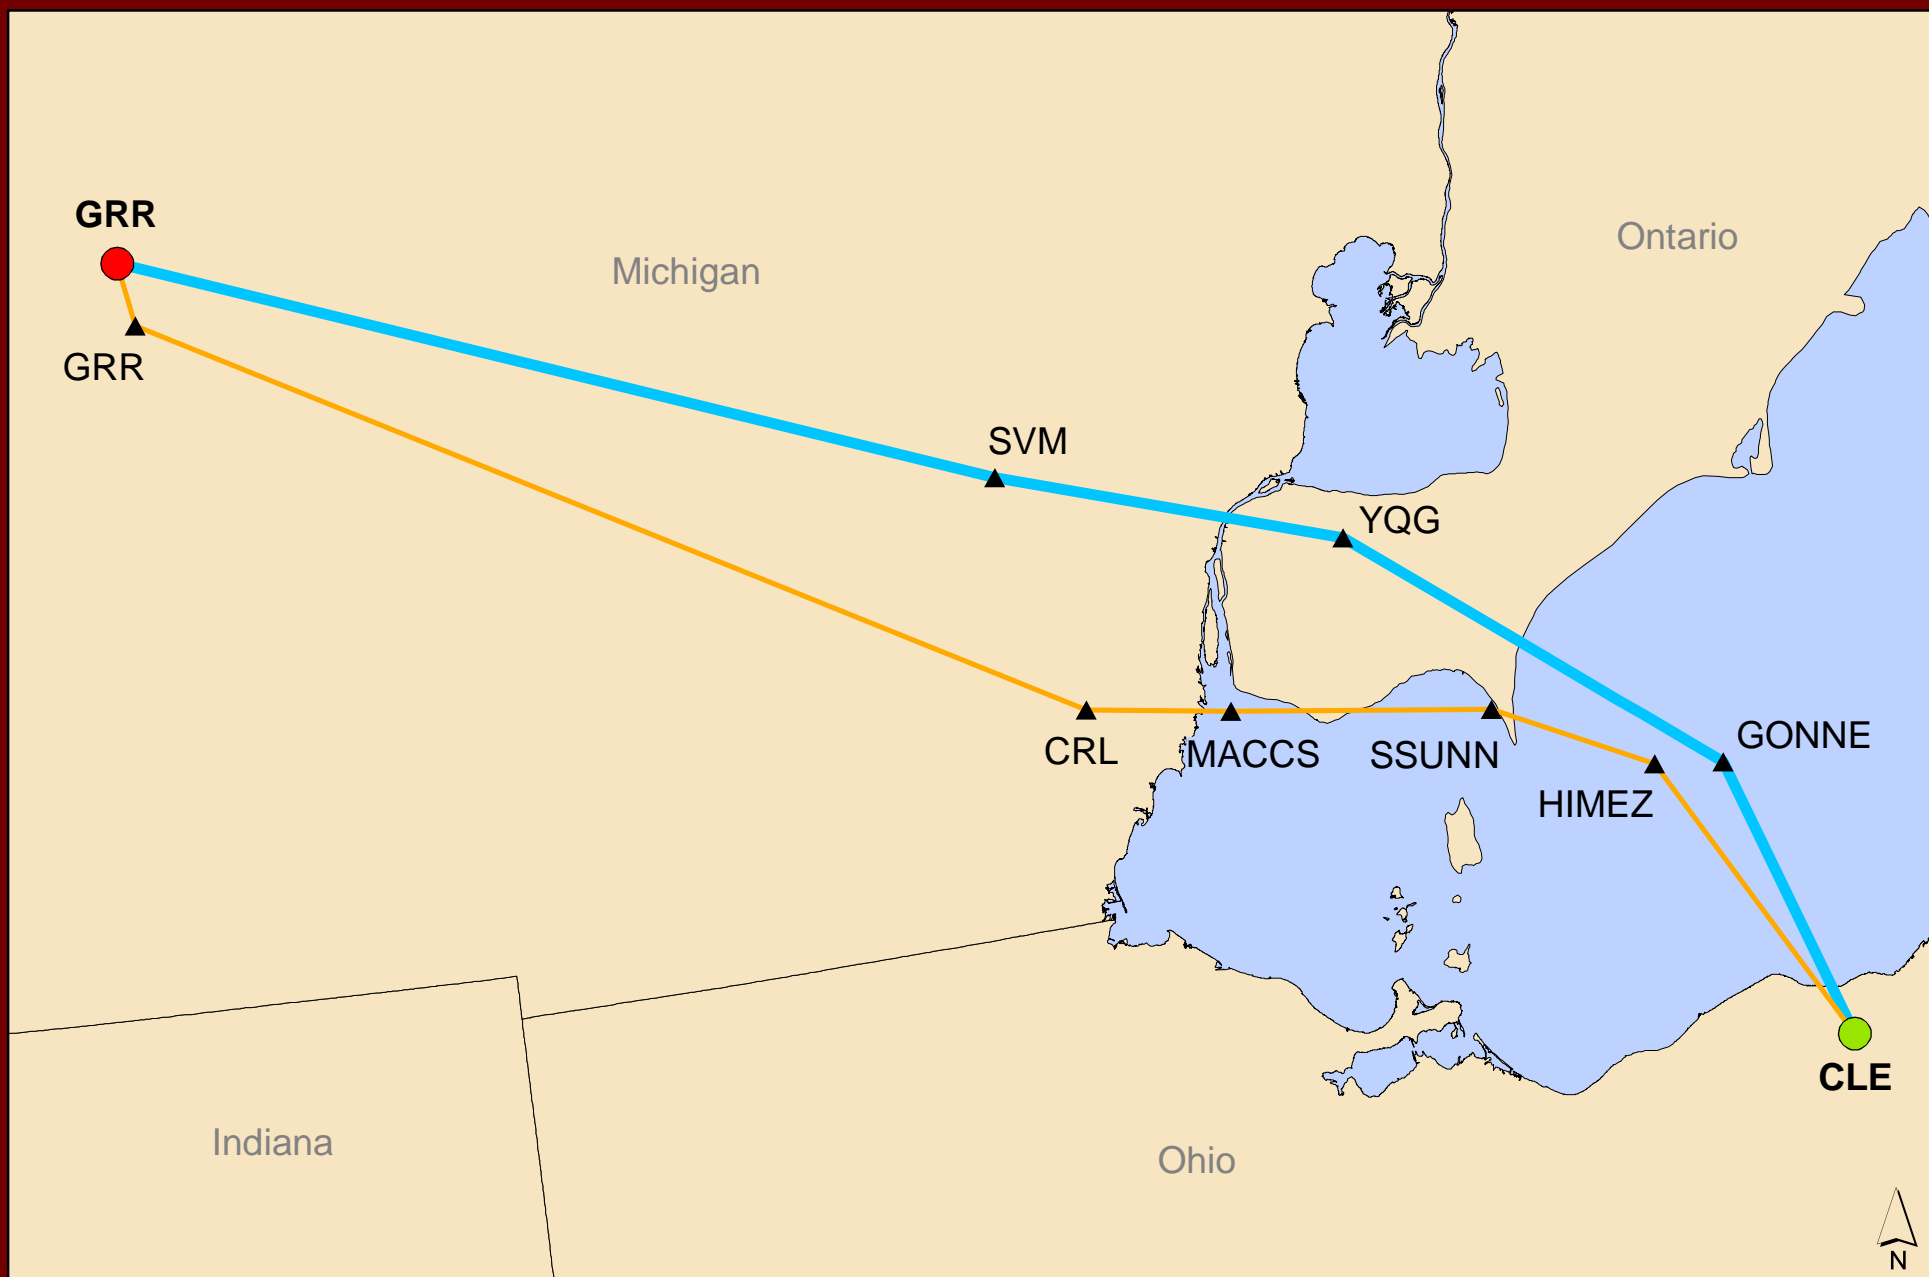 GRR
Ontario
Michigan
GRR
SVM
YQG
GONNE
CRL
MACCS
SSUNN
HIMEZ
CLE
Indiana
Ohio
N